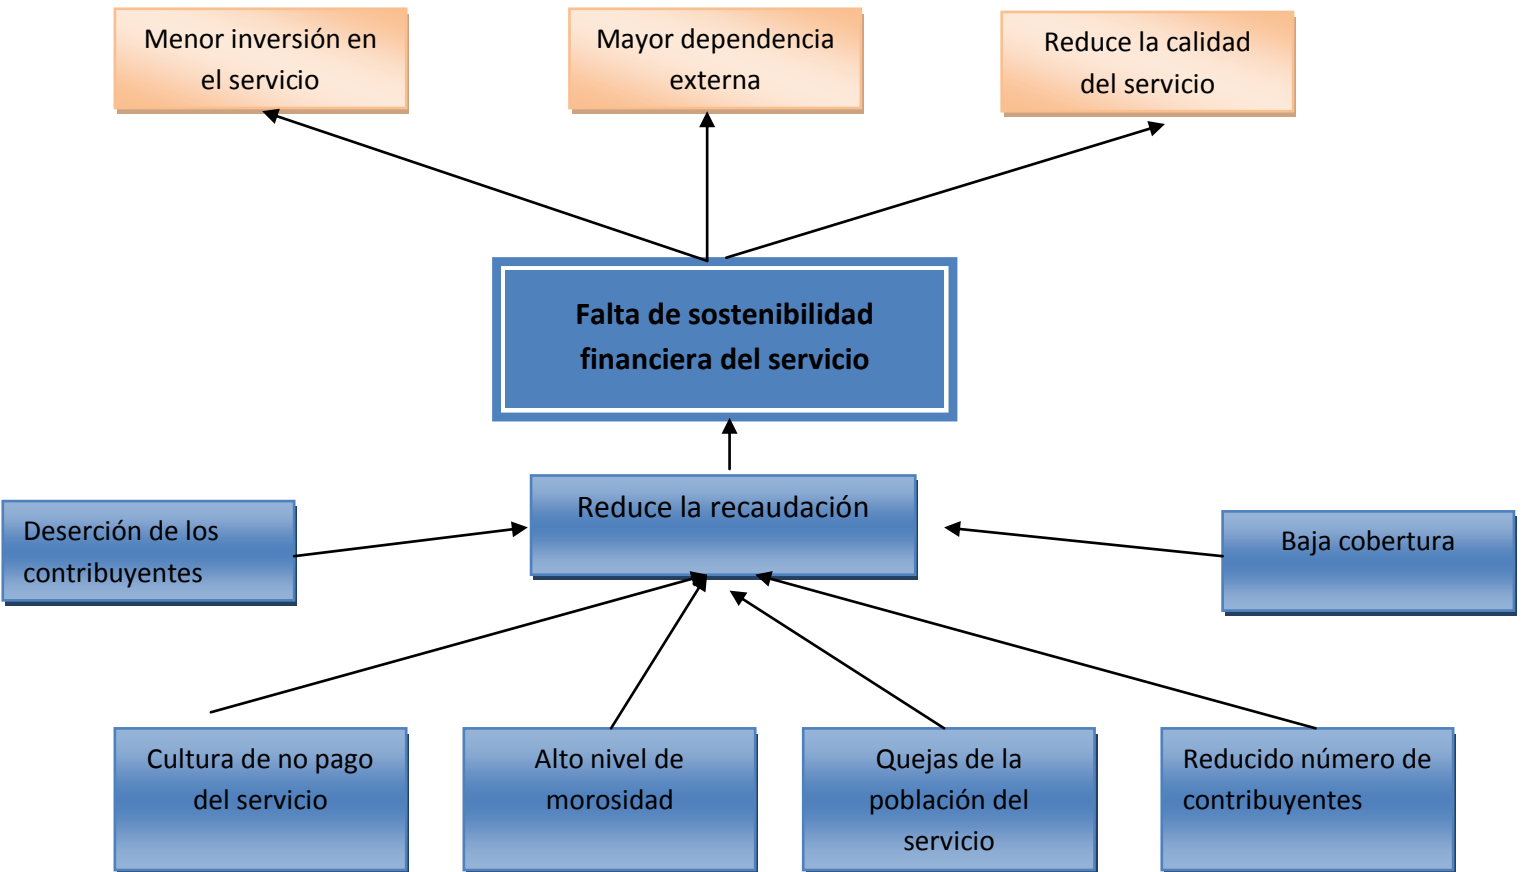 Menor inversión en
el servicio
Mayor dependencia
externa
Reduce la calidad
del servicio
Falta de sostenibilidad
financiera del servicio
Reduce la recaudación
Deserción de los
contribuyentes
Baja cobertura
Cultura de no pago
del servicio
Alto nivel de
morosidad
Quejas de la
población del
servicio
Reducido número de
contribuyentes